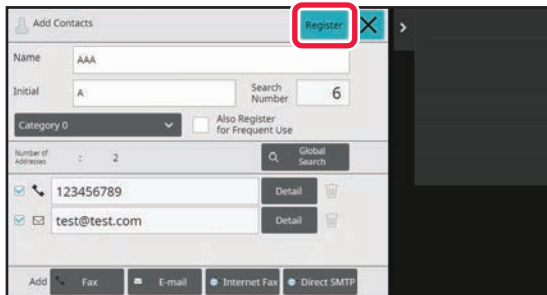 Add Contacts
Register
Name
AAA
Initial
A
Search
Number
6
Category 0
Also Register
for Frequent Use
Number of
Addresses
:
2
Global
Search
123456789
Detail
test@test.com
Detail
Add
Fax
E-mail
Internet Fax
Direct SMTP